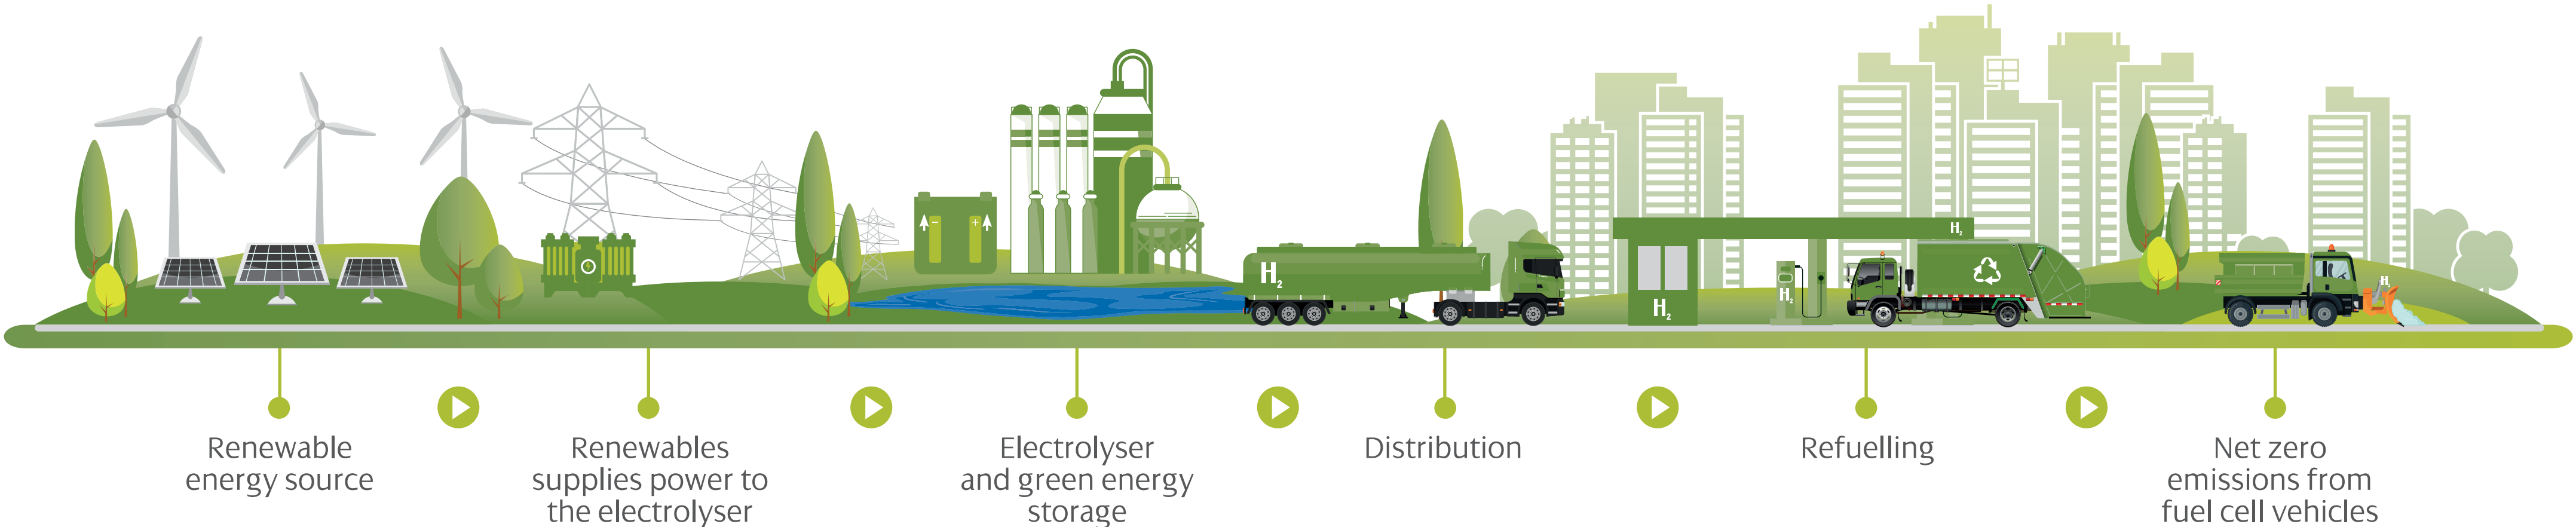 - +
H₂
H₂
H₂
H₂
H₂
Renewable
energy source
Renewables
supplies power to
the electrolyser
Electrolyser
and green energy
storage
Distribution
Refuelling
Net zero
emissions from
fuel cell vehicles